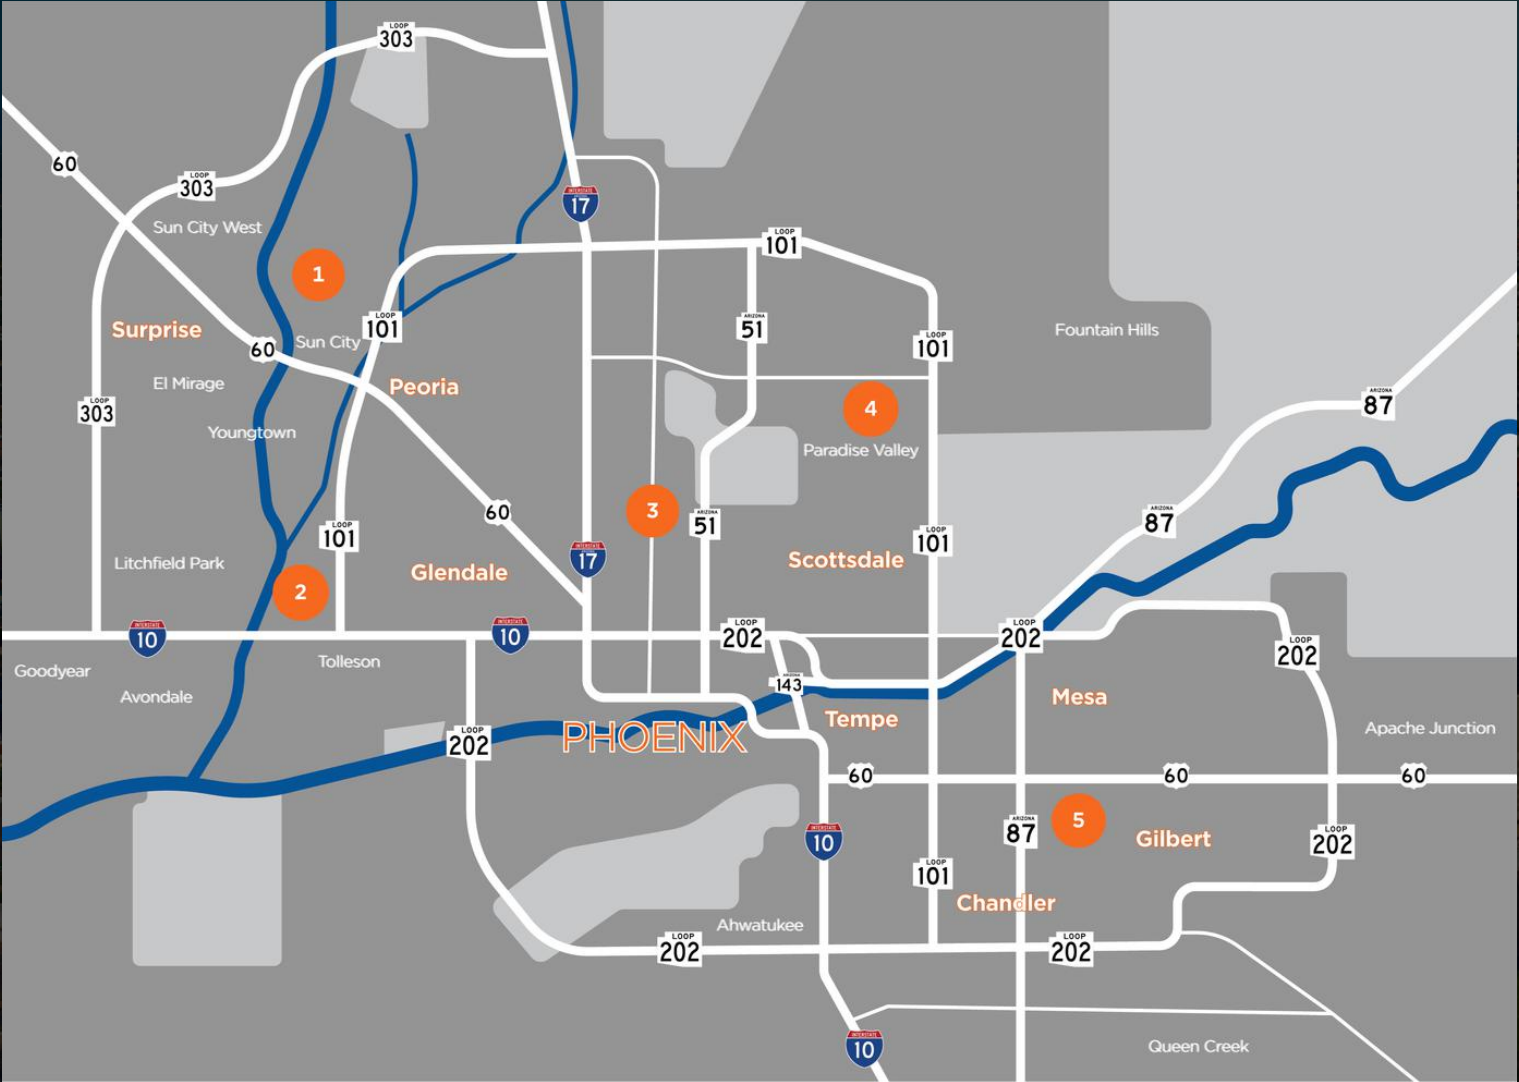 LOOP
303
60
LOOP
303
INTERSTATE
17
Sun City West
LOOP
101
1
Surprise
LOOP
101
ARIZONA
51
Fountain Hills
Sun City
60
LOOP
101
El Mirage
Peoria
LOOP
303
4
ARIZONA
87
Youngtown
Paradise Valley
60
3
ARIZONA
51
ARIZONA
87
LOOP
101
LOOP
101
Litchfield Park
Glendale
INTERSTATE
17
Scottsdale
2
INTERSTATE
10
INTERSTATE
10
LOOP
202
LOOP
202
LOOP
202
Goodyear
Tolleson
Avondale
ARIZONA
143
Mesa
Tempe
LOOP
202
PHOENIX
Apache Junction
60
60
60
INTERSTATE
10
ARIZONA
87
5
Gilbert
LOOP
202
LOOP
101
Chandler
Ahwatukee
LOOP
202
LOOP
202
INTERSTATE
10
Queen Creek